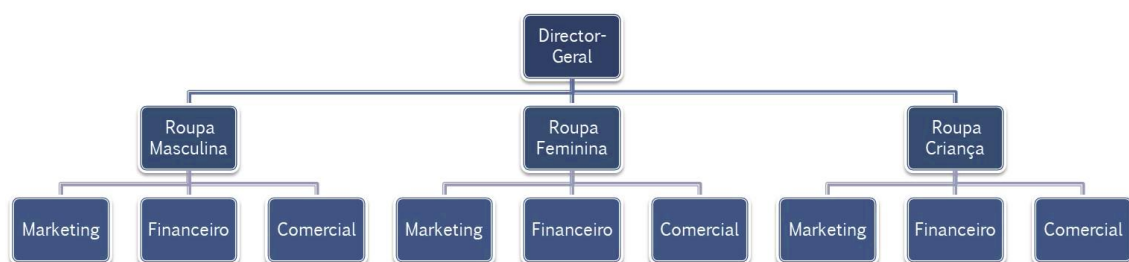 Director-
Geral
Roupa
Masculina
Roupa
Feminina
Roupa
Criança
Marketing
Financeiro
Comercial
Marketing
Financeiro
Comercial
Marketing
Financeiro
Comercial